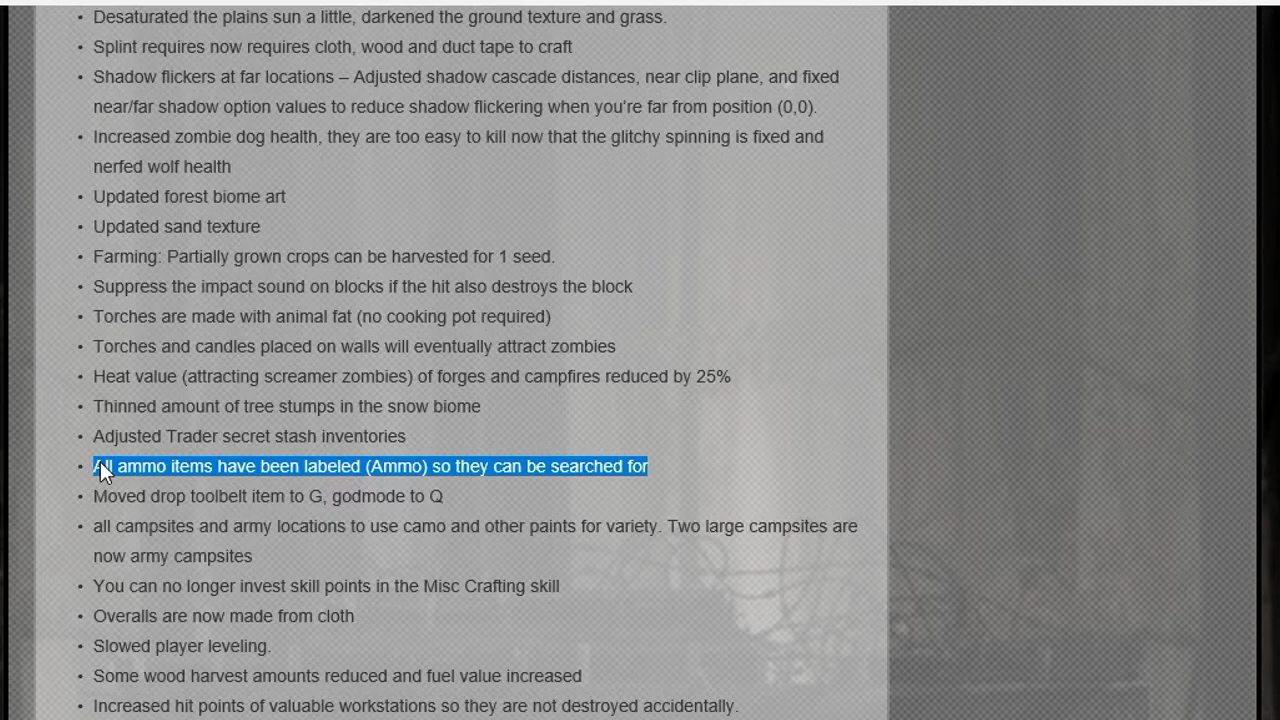 • Desaturated the plains sun a little, darkened the ground texture and grass.
• Splint requires now requires cloth, wood and duct tape to craft
• Shadow flickers at far locations – Adjusted shadow cascade distances, near clip plane, and fixed
near/far shadow option values to reduce shadow flickering when you’re far from position (0,0).
• Increased zombie dog health, they are too easy to kill now that the glitchy spinning is fixed and
nerfed wolf health
• Updated forest biome art
• Updated sand texture
• Farming: Partially grown crops can be harvested for 1 seed.
• Suppress the impact sound on blocks if the hit also destroys the block
• Torches are made with animal fat (no cooking pot required)
• Torches and candles placed on walls will eventually attract zombies
• Heat value (attracting screamer zombies) of forges and campfires reduced by 25%
• Thinned amount of tree stumps in the snow biome
• Adjusted Trader secret stash inventories
• All ammo items have been labeled (Ammo) so they can be searched for
• Moved drop toolbelt item to G, godmode to Q
• all campsites and army locations to use camo and other paints for variety. Two large campsites are
now army campsites
• You can no longer invest skill points in the Misc Crafting skill
• Overalls are now made from cloth
• Slowed player leveling.
• Some wood harvest amounts reduced and fuel value increased
• Increased hit points of valuable workstations so they are not destroyed accidentally.